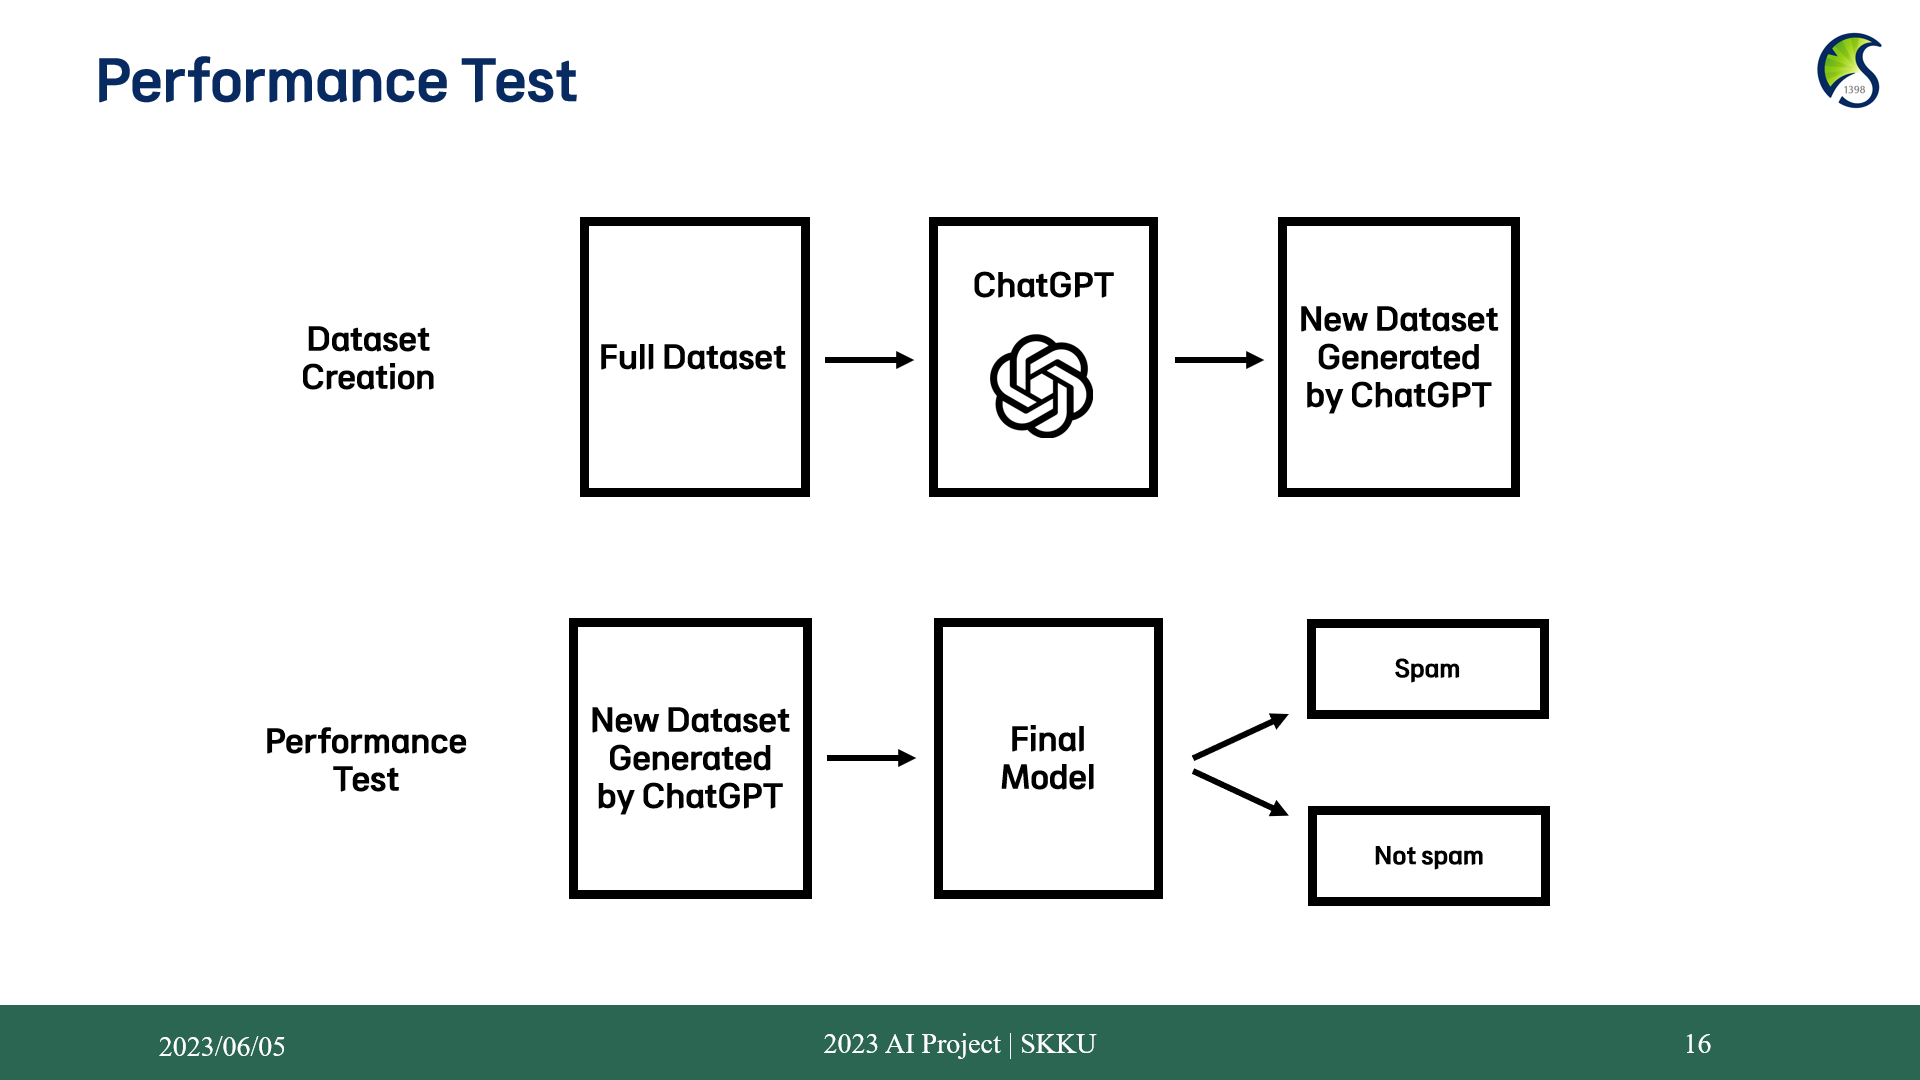 Performance Test
1398
Dataset
Creation
Full Dataset
ChatGPT
New Dataset
Generated
by ChatGPT
Performance
Test
New Dataset
Generated
by ChatGPT
Final
Model
Spam
Not spam
2023/06/05
2023 AI Project | SKKU
16